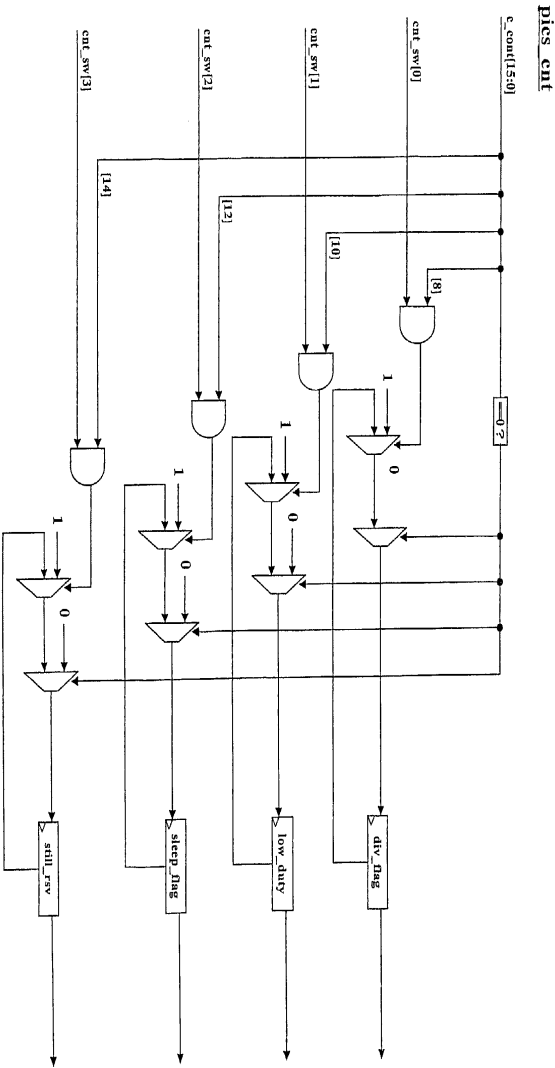 pics_cnt
c_cont[15:0]
==0 ?
[8]
cnt_sw[0]
1
0
div_flag
[10]
cnt_sw[1]
1
0
low_duty
[12]
cnt_sw[2]
1
0
sleep_flag
[14]
cnt_sw[3]
1
0
still_rsv